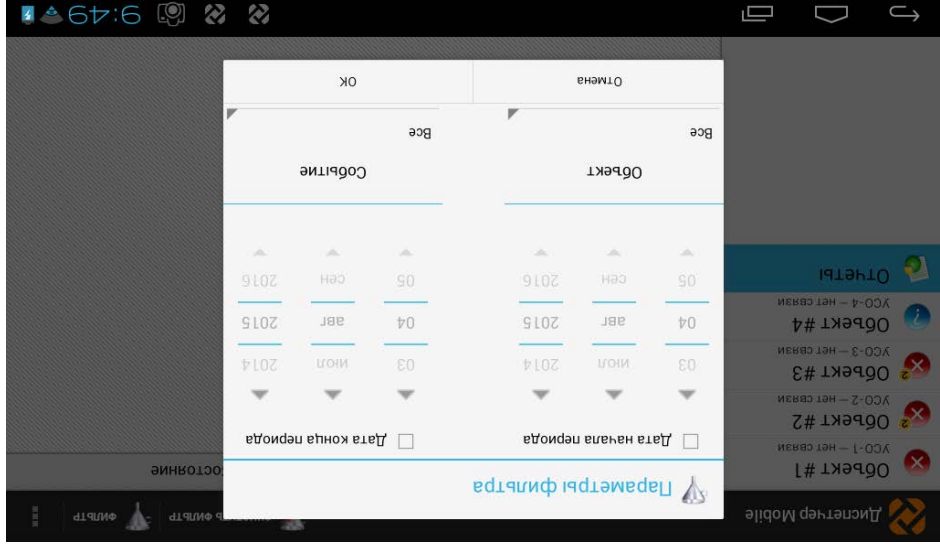 Диспетчер Mobile
ФИЛЬТР
Объект #1
УСО-1 – нет связи
Объект #2
УСО-2 – нет связи
Объект #3
УСО-3 – нет связи
Объект #4
УСО-4 – нет связи
Отчеты
Параметры фильтра
Дата начала периода
Дата конца периода
03 июл 2014 03 июл 2014
04 авг 2015 04 авг 2015
05 сен 2016 05 сен 2016
Объект Событие
Все Все
Отмена ОК
9:49